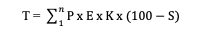 T = ∑₁ⁿ P x E x K x (100 – S)